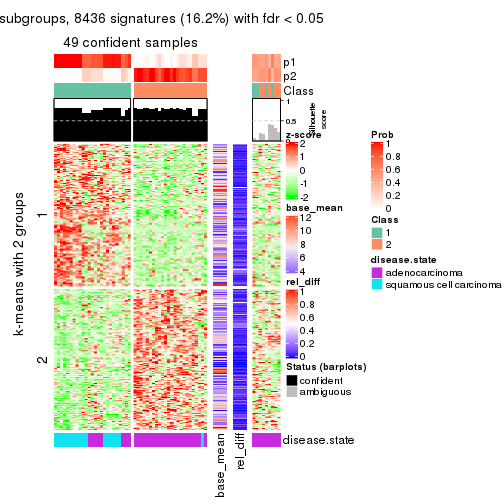 subgroups, 8436 signatures (16.2%) with fdr < 0.05
49 confident samples
p1
p2
Class
1
0.5
0
Silhouette
score
k-means with 2 groups
1
2
z-score
2
1
0
-1
-2
base_mean
12
10
8
6
4
rel_diff
1
0.8
0.6
0.4
0.2
0
Status (barplots)
confident
ambiguous
Prob
1
0.8
0.6
0.4
0.2
0
Class
1
2
disease.state
adenocarcinoma
squamous cell carcinoma
disease.state
base_mean
rel_diff